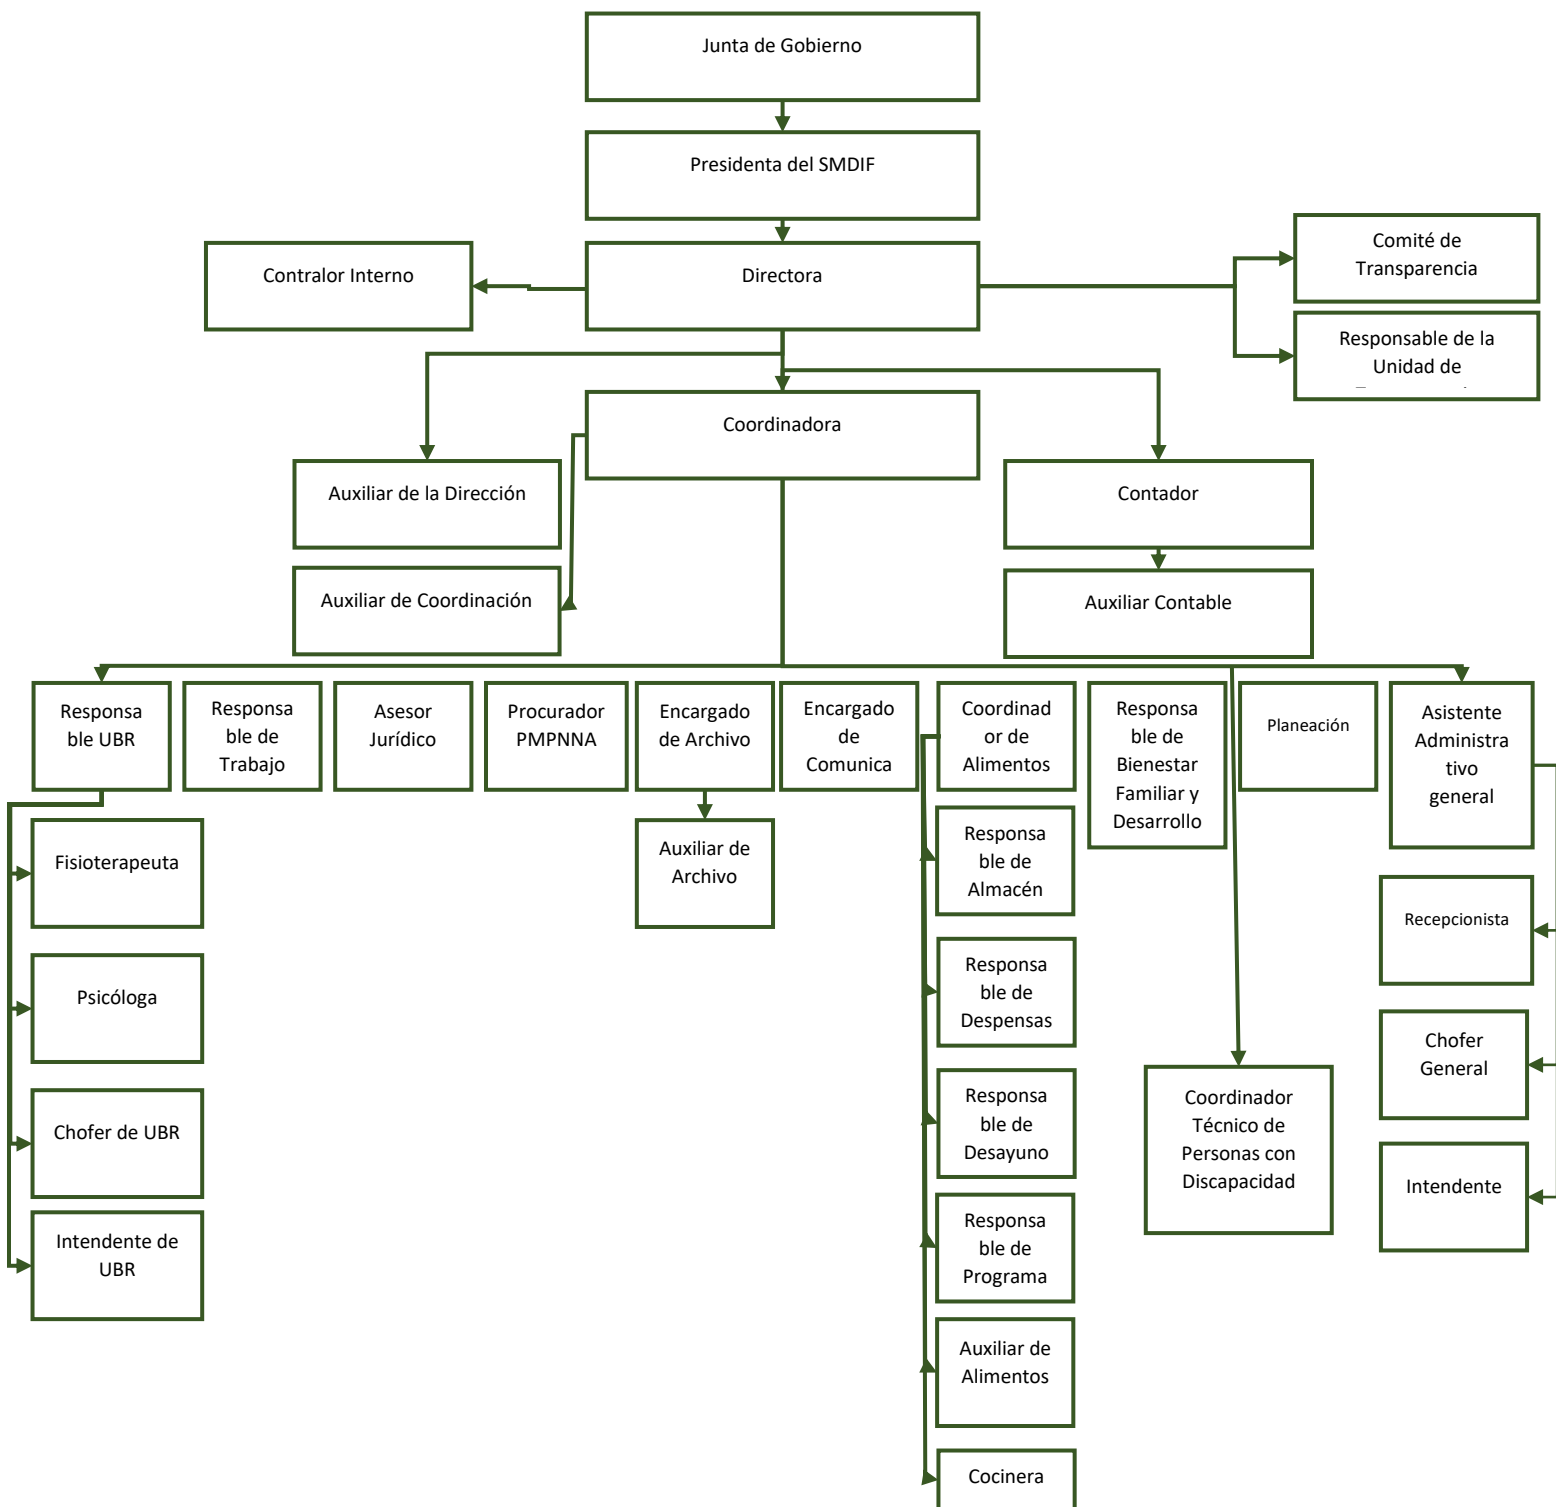 Junta de Gobierno
Presidenta del SMDIF
Contralor Interno
Directora
Comité de
Transparencia
Responsable de la
Unidad de
Coordinadora
Auxiliar de la Dirección
Contador
Auxiliar de Coordinación
Auxiliar Contable
Responsa
ble UBR
Responsa
ble de
Trabajo
Asesor
Jurídico
Procurador
PMPNNA
Encargado
de Archivo
Encargado
de
Comunica
Coordinad
or de
Alimentos
Responsa
ble de
Bienestar
Familiar y
Desarrollo
Planeación
Asistente
Administra
tivo
general
Fisioterapeuta
Psicóloga
Chofer de UBR
Intendente de
UBR
Auxiliar de
Archivo
Responsa
ble de
Almacén
Responsa
ble de
Despensas
Responsa
ble de
Desayuno
Responsa
ble de
Programa
Auxiliar de
Alimentos
Cocinera
Coordinador
Técnico de
Personas con
Discapacidad
Recepcionista
Chofer
General
Intendente